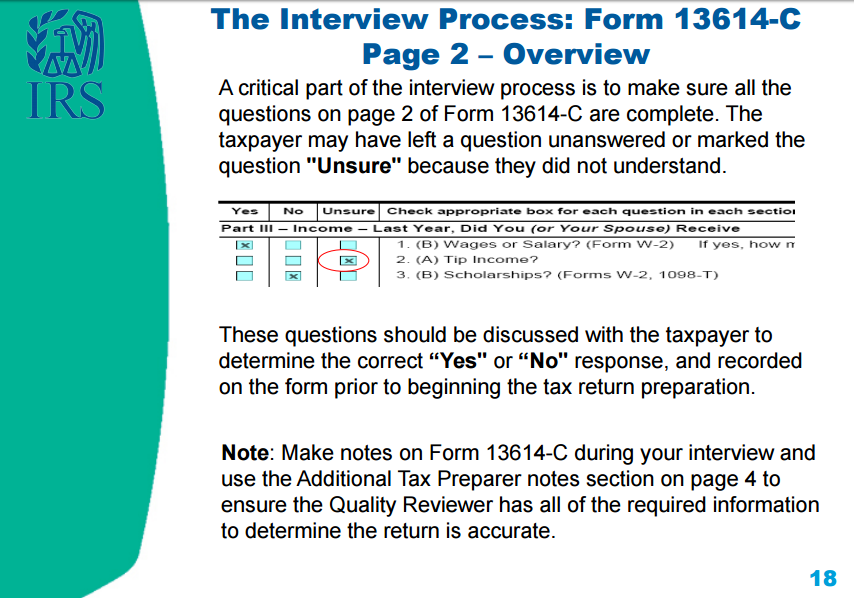 The Interview Process: Form 13614-C
Page 2 – Overview
IRS
A critical part of the interview process is to make sure all the
questions on page 2 of Form 13614-C are complete. The
taxpayer may have left a question unanswered or marked the
question "Unsure" because they did not understand.
Yes No Unsure Check appropriate box for each question in each section
Part III – Income – Last Year, Did You (or Your Spouse) Receive
1. (B) Wages or Salary? (Form W-2) If yes, how m
2. (A) Tip Income?
3. (B) Scholarships? (Forms W-2, 1098-T)
These questions should be discussed with the taxpayer to
determine the correct “Yes" or “No" response, and recorded
on the form prior to beginning the tax return preparation.
Note: Make notes on Form 13614-C during your interview and
use the Additional Tax Preparer notes section on page 4 to
ensure the Quality Reviewer has all of the required information
to determine the return is accurate.
18